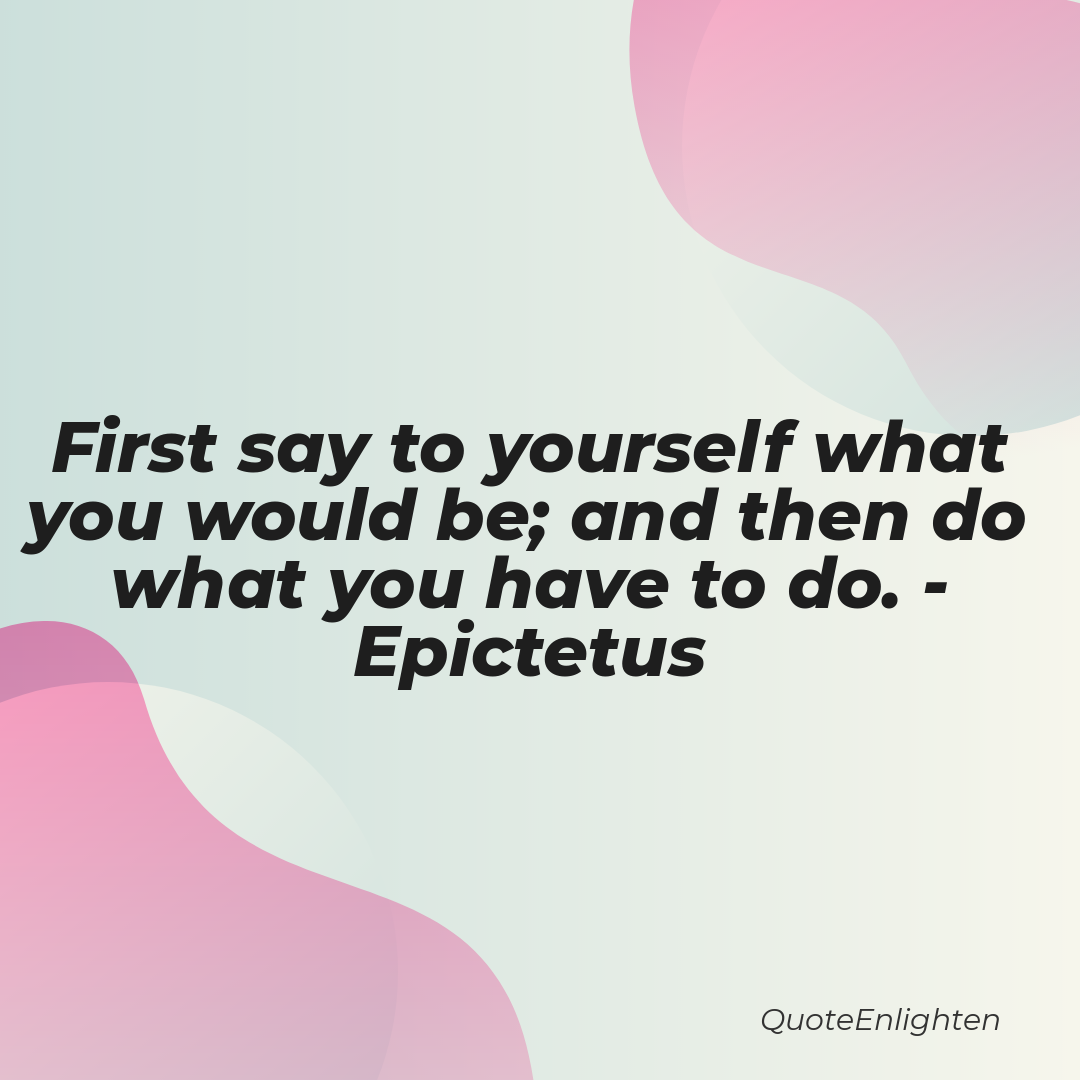 First say to yourself what
you would be; and then do
what you have to do. -
Epictetus
QuoteEnlighten